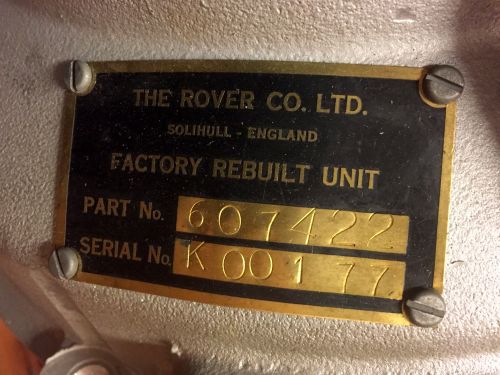 THE ROVER CO. LTD.
SOLIHULL - ENGLAND
FACTORY REBUILT UNIT
PART No. 607422
SERIAL No. K 00177